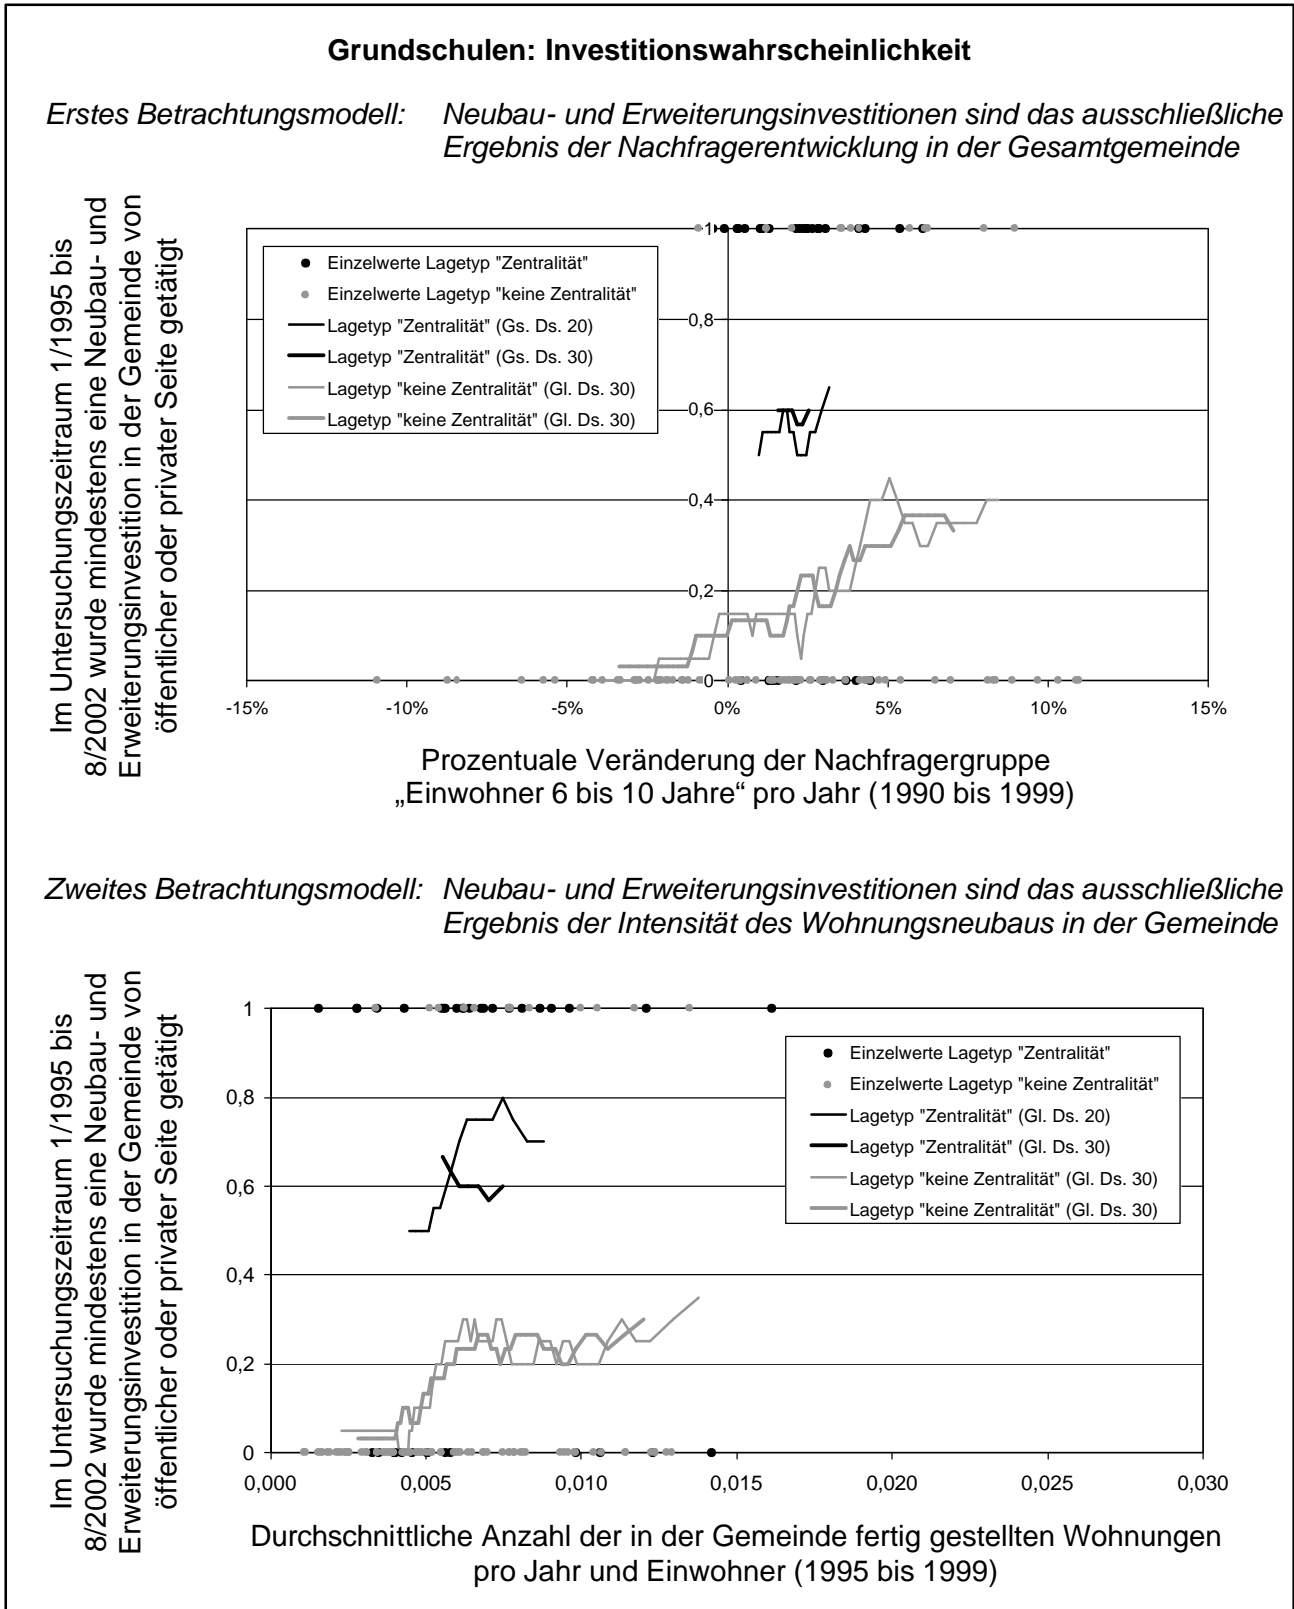 Grundschulen: Investitionswahrscheinlichkeit
Erstes Betrachtungsmodell: Neubau- und Erweiterungsinvestitionen sind das ausschließliche
Ergebnis der Nachfragerentwicklung in der Gesamtgemeinde
Im Untersuchungszeitraum 1/1995 bis
8/2002 wurde mindestens eine Neubau- und
Erweiterungsinvestition in der Gemeinde von
öffentlicher oder privater Seite getätigt
1
0,8
0,6
0,4
0,2
0
Einzelwerte Lagetyp "Zentralität"
Einzelwerte Lagetyp "keine Zentralität"
Lagetyp "Zentralität" (Gs. Ds. 20)
Lagetyp "Zentralität" (Gs. Ds. 30)
Lagetyp "keine Zentralität" (Gl. Ds. 30)
Lagetyp "keine Zentralität" (Gl. Ds. 30)
-15% -10% -5% 0% 5% 10% 15%
Prozentuale Veränderung der Nachfragergruppe
„Einwohner 6 bis 10 Jahre“ pro Jahr (1990 bis 1999)
Zweites Betrachtungsmodell: Neubau- und Erweiterungsinvestitionen sind das ausschließliche
Ergebnis der Intensität des Wohnungsneubaus in der Gemeinde
Im Untersuchungszeitraum 1/1995 bis
8/2002 wurde mindestens eine Neubau- und
Erweiterungsinvestition in der Gemeinde von
öffentlicher oder privater Seite getätigt
1
0,8
0,6
0,4
0,2
0
Einzelwerte Lagetyp "Zentralität"
Einzelwerte Lagetyp "keine Zentralität"
Lagetyp "Zentralität" (Gl. Ds. 20)
Lagetyp "Zentralität" (Gl. Ds. 30)
Lagetyp "keine Zentralität" (Gl. Ds. 30)
Lagetyp "keine Zentralität" (Gl. Ds. 30)
0,000 0,005 0,010 0,015 0,020 0,025 0,030
Durchschnittliche Anzahl der in der Gemeinde fertig gestellten Wohnungen
pro Jahr und Einwohner (1995 bis 1999)